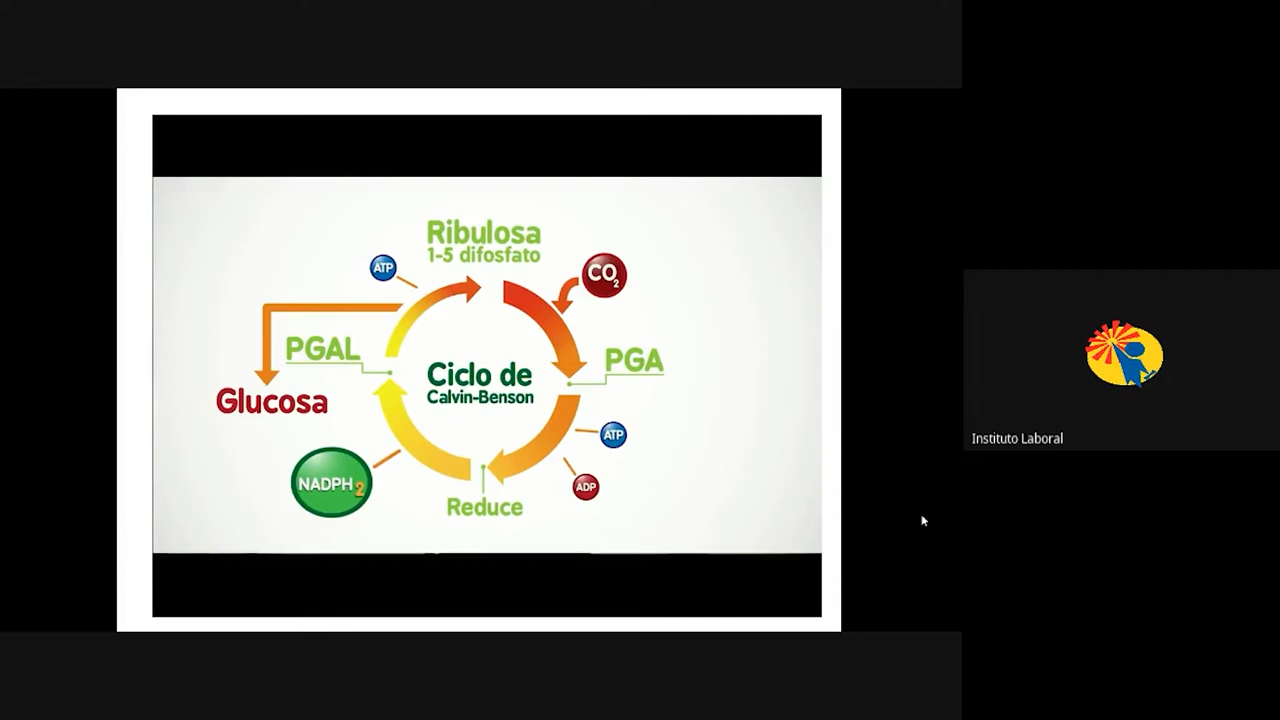 Ribulosa
1-5 difosfato
ATP
CO2
PGAL
PGA
Ciclo de
Calvin-Benson
Glucosa
ATP
NADPH2
ADP
Reduce
Instituto Laboral